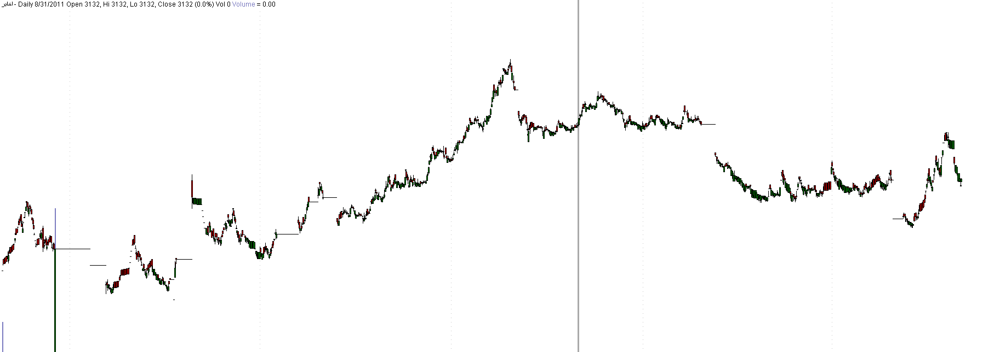 اخابر - Daily 8/31/2011 Open 3132, Hi 3132, Lo 3132, Close 3132 (0.0%) Vol 0 Volume = 0.00